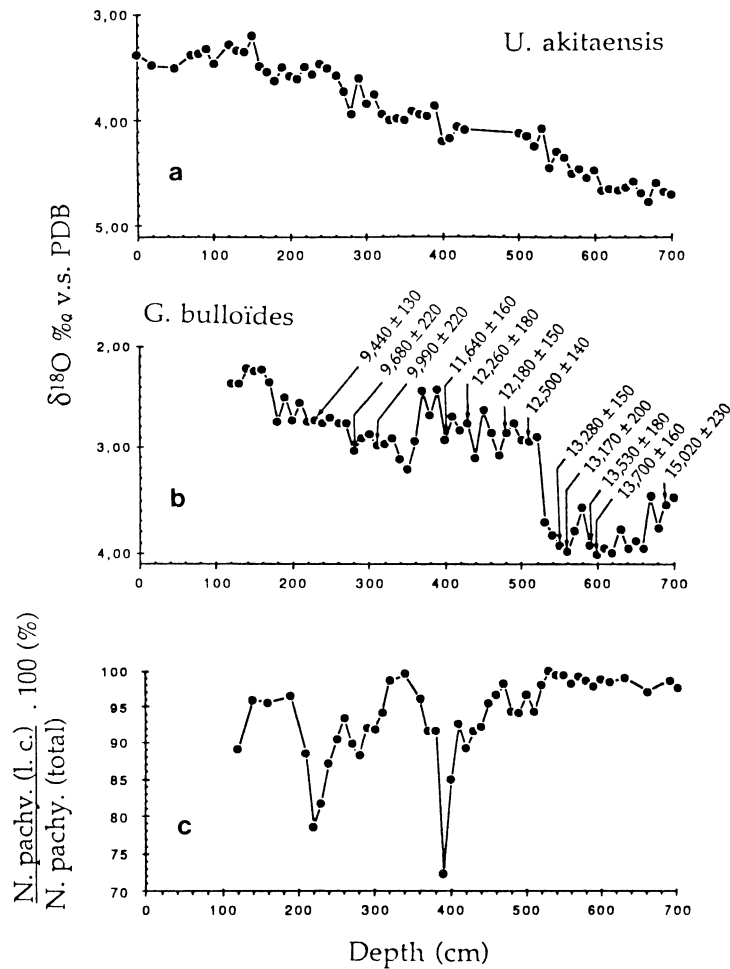 3,00
4,00
5,00
U. akitaensis
a
0 100 200 300 400 500 600 700
δ18O ‰ v.s. PDB
G. bulloïdes
2,00
3,00
4,00
9,440 ± 130
9,680 ± 220
9,990 ± 220
11,640 ± 160
12,260 ± 180
12,180 ± 150
12,500 ± 140
13,280 ± 150
13,170 ± 200
13,530 ± 180
13,700 ± 160
15,020 ± 230
b
0 100 200 300 400 500 600 700
N. pachy. (l. c.) . 100 (%)
N. pachy. (total)
100
95
90
85
80
75
70
c
0 100 200 300 400 500 600 700
Depth (cm)